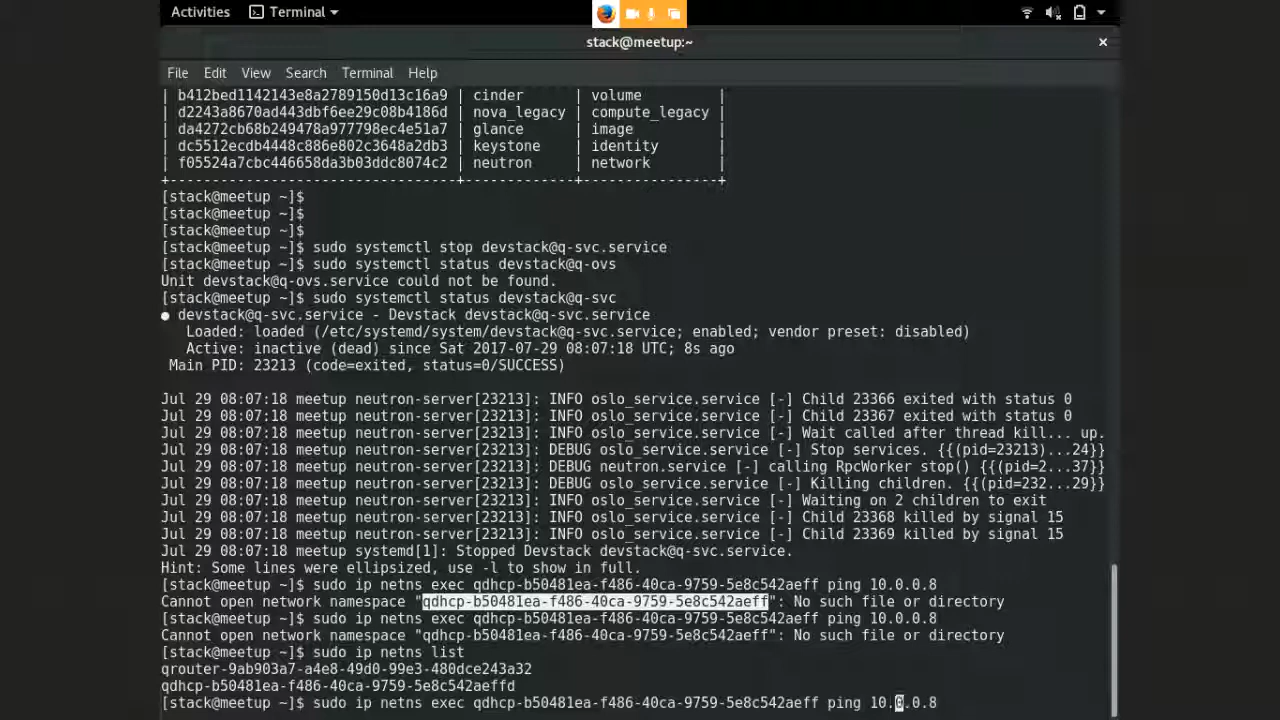 Activities Terminal
stack@meetup:~ ×
File Edit View Search Terminal Help
| b412bed1142143e8a2789150d13c16a9 | cinder | volume |
| d2243a8670ad443dbf6ee29c08b4186d | nova_legacy | compute_legacy |
| da4272cb68b249478a977798ec4e51a7 | glance | image |
| dc5512ecdb4448c886e802c3648a2db3 | keystone | identity |
| f05524a7cbc446658da3b03ddc8074c2 | neutron | network |
+----------------------------------+-------------+----------------+
[stack@meetup ~]$
[stack@meetup ~]$
[stack@meetup ~]$
[stack@meetup ~]$ sudo systemctl stop devstack@q-svc.service
[stack@meetup ~]$ sudo systemctl status devstack@q-ovs
Unit devstack@q-ovs.service could not be found.
[stack@meetup ~]$ sudo systemctl status devstack@q-svc
● devstack@q-svc.service - Devstack devstack@q-svc.service
Loaded: loaded (/etc/systemd/system/devstack@q-svc.service; enabled; vendor preset: disabled)
Active: inactive (dead) since Sat 2017-07-29 08:07:18 UTC; 8s ago
Main PID: 23213 (code=exited, status=0/SUCCESS)
Jul 29 08:07:18 meetup neutron-server[23213]: INFO oslo_service.service [-] Child 23366 exited with status 0
Jul 29 08:07:18 meetup neutron-server[23213]: INFO oslo_service.service [-] Child 23367 exited with status 0
Jul 29 08:07:18 meetup neutron-server[23213]: INFO oslo_service.service [-] Wait called after thread kill... up.
Jul 29 08:07:18 meetup neutron-server[23213]: DEBUG oslo_service.service [-] Stop services. {{(pid=23213)...24}}
Jul 29 08:07:18 meetup neutron-server[23213]: DEBUG neutron.service [-] calling RpcWorker stop() {{(pid=2...37)}}
Jul 29 08:07:18 meetup neutron-server[23213]: DEBUG oslo_service.service [-] Killing children. {{(pid=232...29)}}
Jul 29 08:07:18 meetup neutron-server[23213]: INFO oslo_service.service [-] Waiting on 2 children to exit
Jul 29 08:07:18 meetup neutron-server[23213]: INFO oslo_service.service [-] Child 23368 killed by signal 15
Jul 29 08:07:18 meetup neutron-server[23213]: INFO oslo_service.service [-] Child 23369 killed by signal 15
Jul 29 08:07:18 meetup systemd[1]: Stopped Devstack devstack@q-svc.service.
Hint: Some lines were ellipsized, use -l to show in full.
[stack@meetup ~]$ sudo ip netns exec qdhcp-b50481ea-f486-40ca-9759-5e8c542aeff ping 10.0.0.8
Cannot open network namespace "qdhcp-b50481ea-f486-40ca-9759-5e8c542aeff": No such file or directory
[stack@meetup ~]$ sudo ip netns exec qdhcp-b50481ea-f486-40ca-9759-5e8c542aeff ping 10.0.0.8
Cannot open network namespace "qdhcp-b50481ea-f486-40ca-9759-5e8c542aeff": No such file or directory
[stack@meetup ~]$ sudo ip netns list
qrouter-9ab903a7-a4e8-49d0-99e3-480dce243a32
qdhcp-b50481ea-f486-40ca-9759-5e8c542aeffd
[stack@meetup ~]$ sudo ip netns exec qdhcp-b50481ea-f486-40ca-9759-5e8c542aeff ping 10.0.0.8